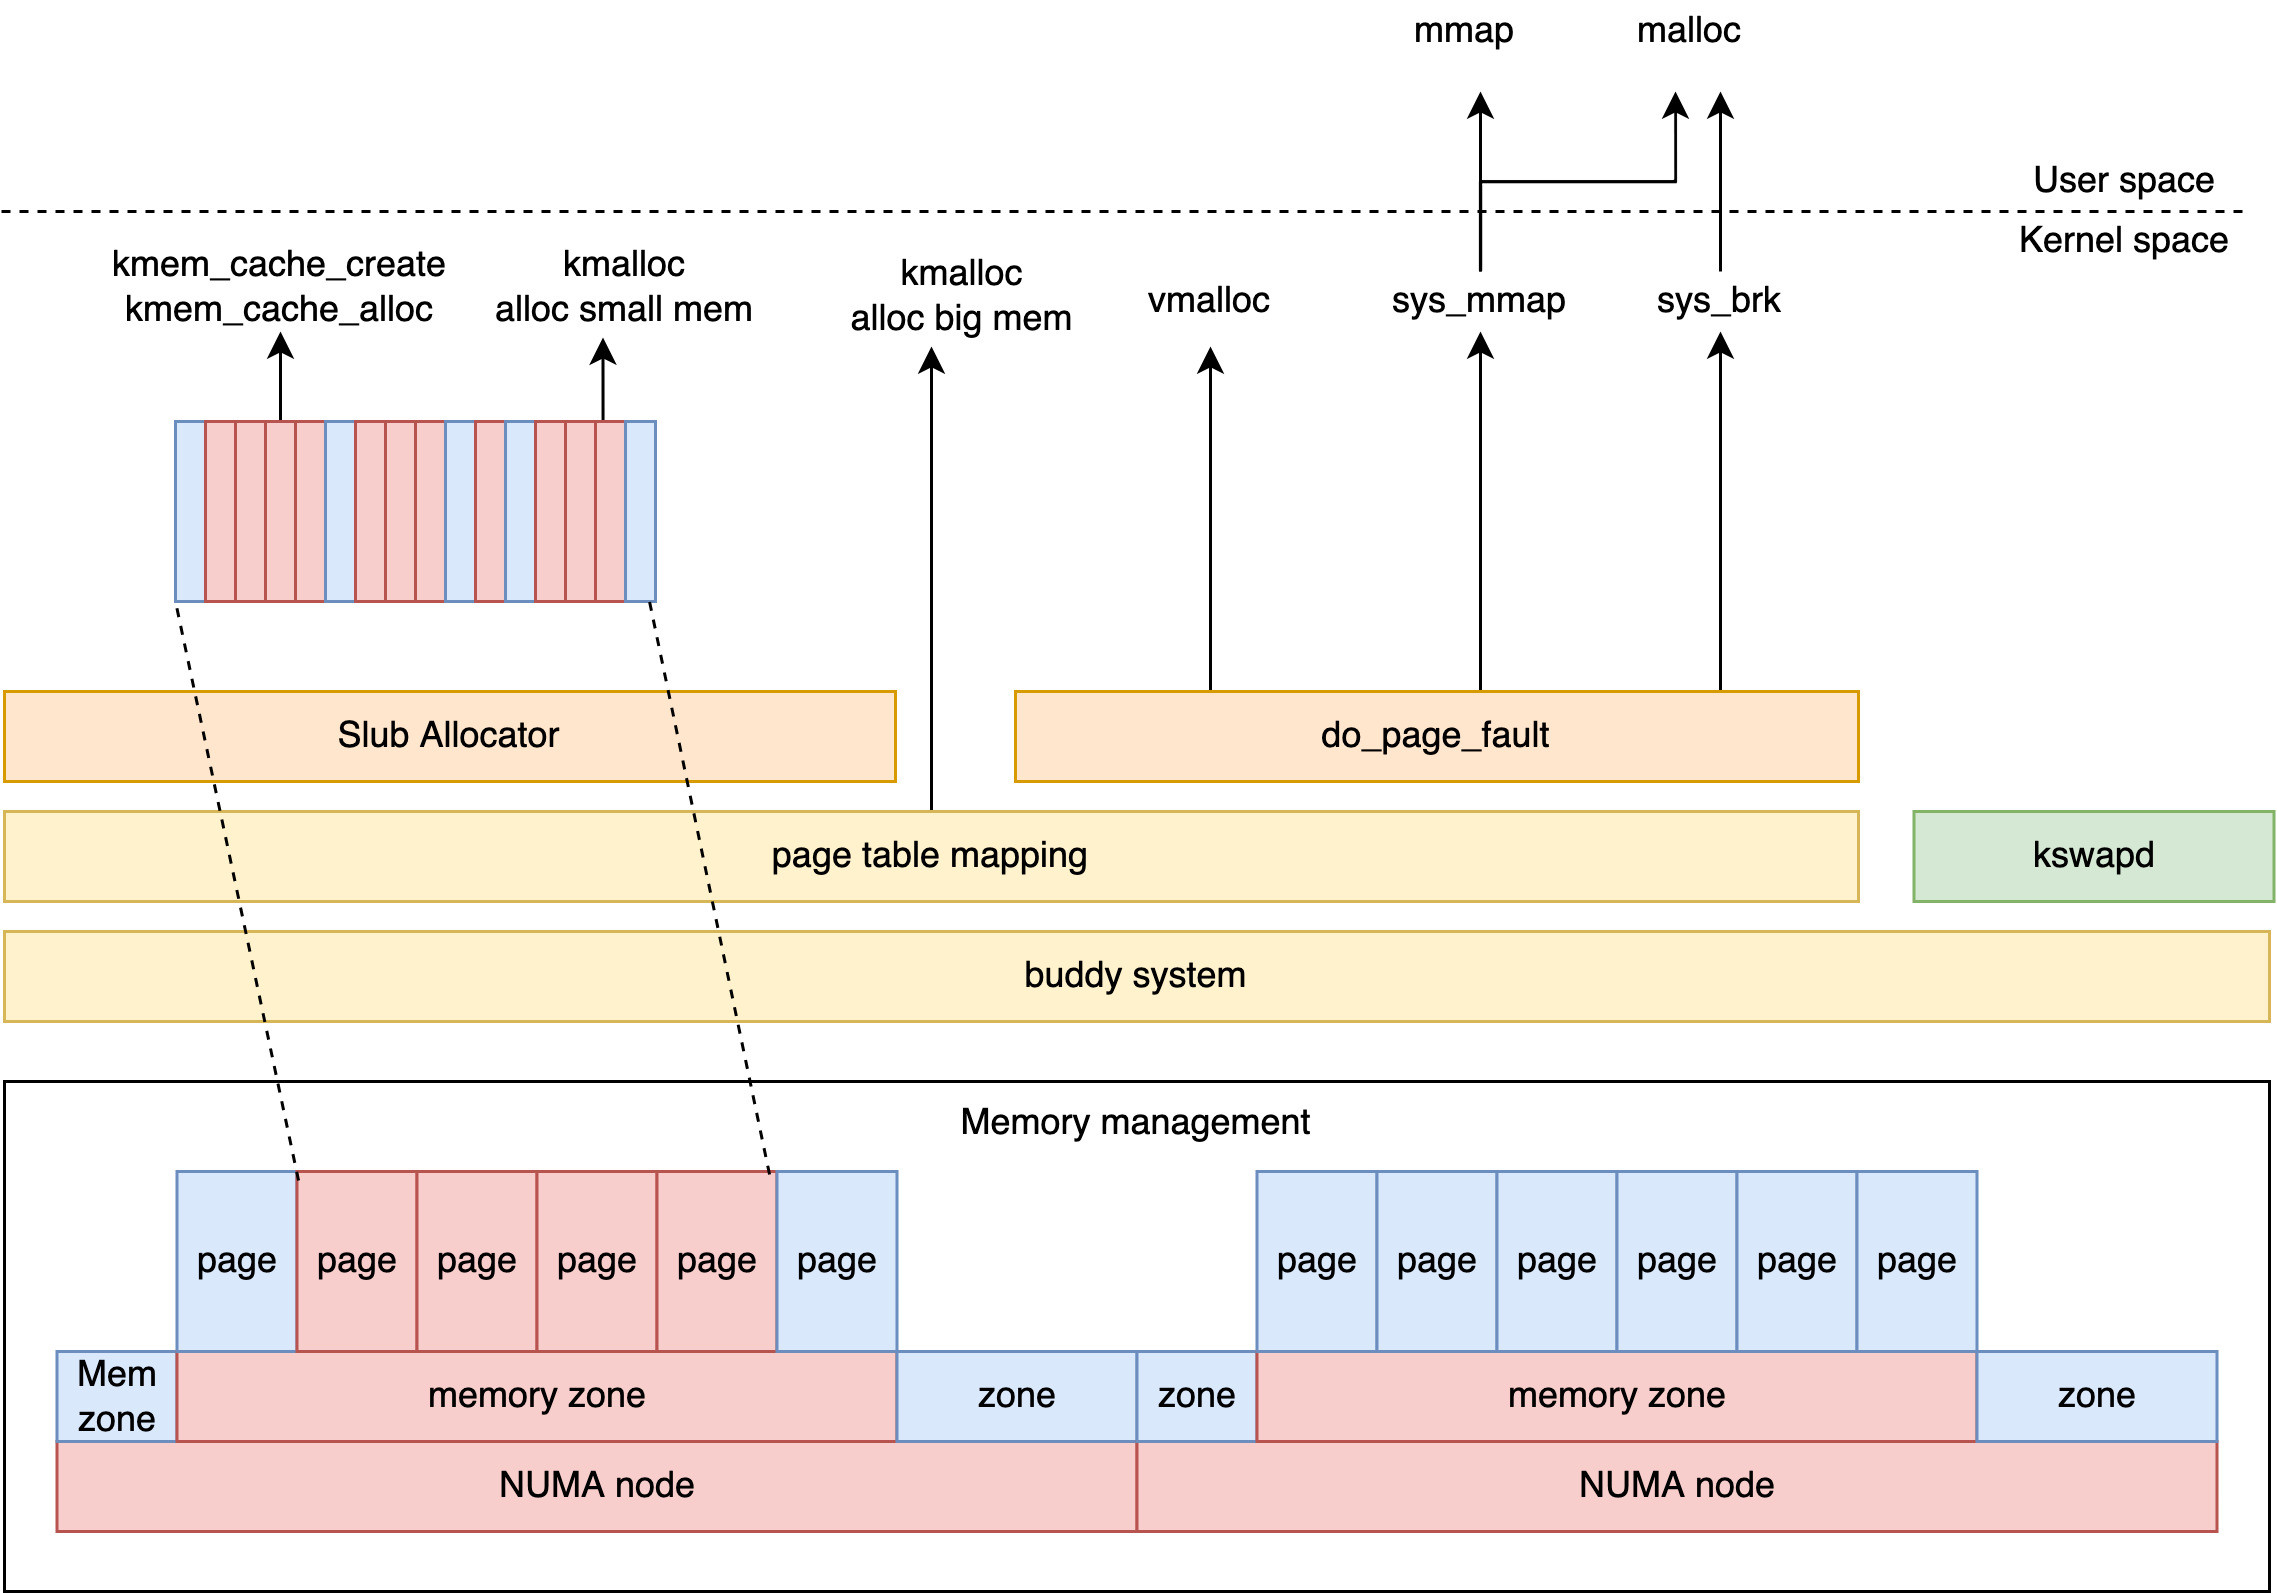 mmap
malloc
User space
Kernel space
kmem_cache_create
kmem_cache_alloc
kmalloc
alloc small mem
kmalloc
alloc big mem
vmalloc
sys_mmap
sys_brk
Slub Allocator
do_page_fault
page table mapping
kswapd
buddy system
Memory management
page
page
page
page
page
page
page
page
page
page
page
page
Mem
zone
memory zone
zone
zone
memory zone
zone
NUMA node
NUMA node